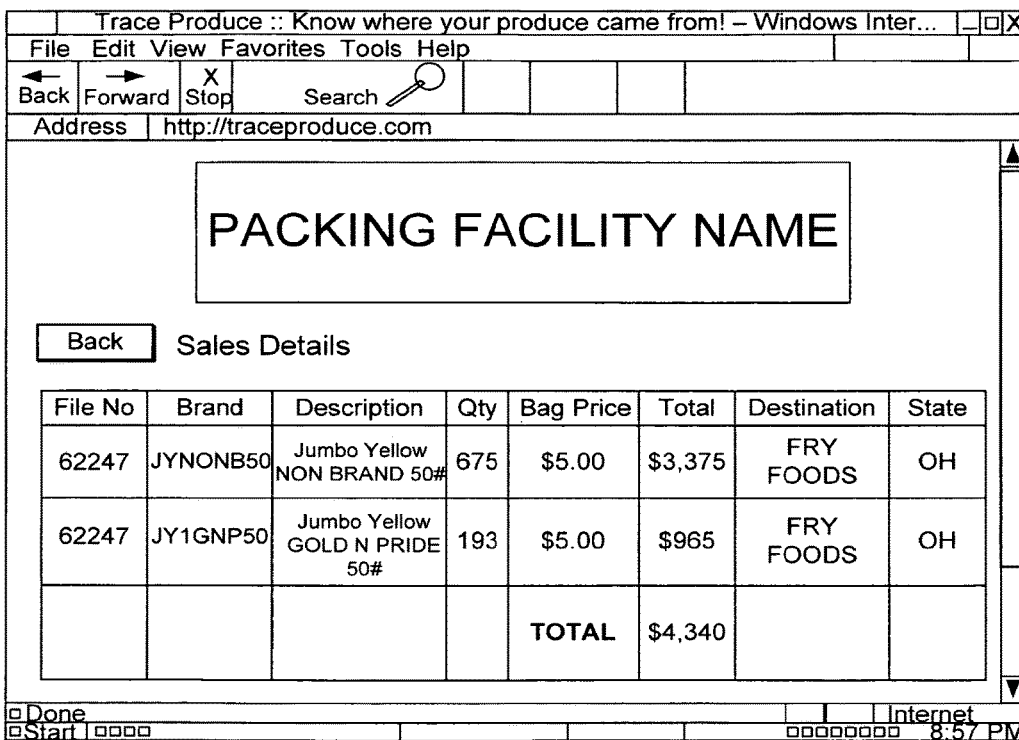 Trace Produce :: Know where your produce came from! – Windows Inter...
File Edit View Favorites Tools Help
Back Forward X Stop Search
Address http://traceproduce.com
PACKING FACILITY NAME
Back Sales Details
File No Brand Description Qty Bag Price Total Destination State
62247 JYNONB50 Jumbo Yellow NON BRAND 50# 675 $5.00 $3,375 FRY FOODS OH
62247 JY1GNP50 Jumbo Yellow GOLD N PRIDE 50# 193 $5.00 $965 FRY FOODS OH
TOTAL $4,340
Done Internet
Start 8:57 PM